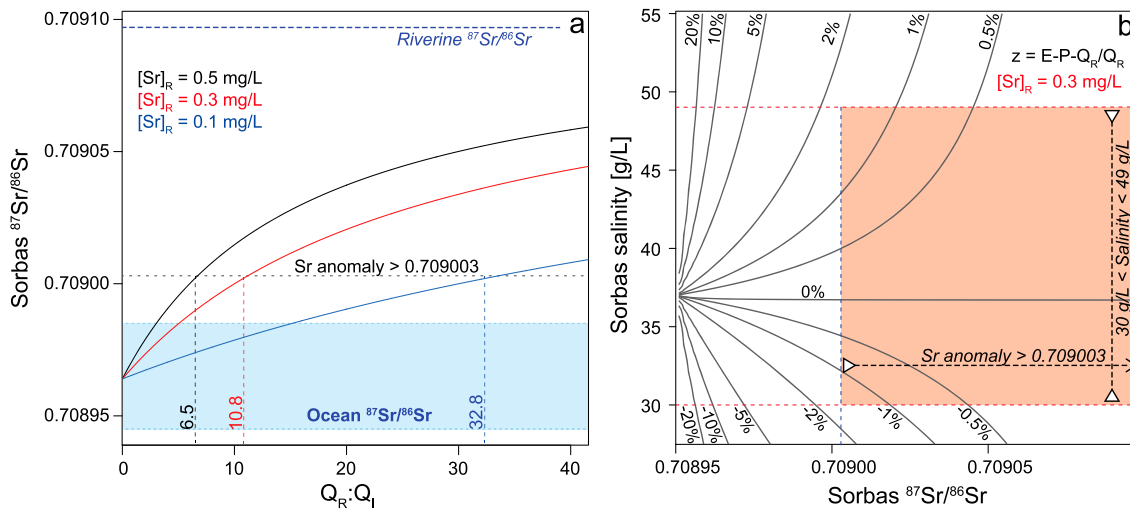 a
Riverine ⁸⁷Sr/⁸⁶Sr
[Sr]R = 0.5 mg/L
[Sr]R = 0.3 mg/L
[Sr]R = 0.1 mg/L
Sr anomaly > 0.709003
Ocean ⁸⁷Sr/⁸⁶Sr
6.5
10.8
32.8
Sorbas ⁸⁷Sr/⁸⁶Sr
0.70910
0.70905
0.70900
0.70895
0
10
20
30
40
QR:QI
b
20%
10%
5%
2%
1%
0.5%
z = E-P-QR/QR
[Sr]R = 0.3 mg/L
0%
30 g/L < Salinity < 49 g/L
Sr anomaly > 0.709003
-20%
-10%
-5%
-2%
-1%
-0.5%
Sorbas salinity [g/L]
55
50
45
40
35
30
0.70895
0.70900
0.70905
Sorbas ⁸⁷Sr/⁸⁶Sr